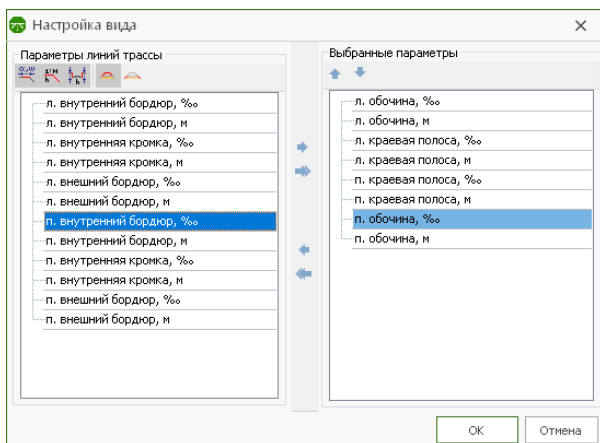 Настройка вида
Параметры линий трассы
л. внутренний бордюр, ‰
л. внутренний бордюр, м
л. внутренняя кромка, ‰
л. внутренняя кромка, м
л. внешний бордюр, ‰
л. внешний бордюр, м
п. внутренний бордюр, ‰
п. внутренний бордюр, м
п. внутренняя кромка, ‰
п. внутренняя кромка, м
п. внешний бордюр, ‰
п. внешний бордюр, м
Выбранные параметры
л. обочина, ‰
л. обочина, м
л. краевая полоса, ‰
л. краевая полоса, м
п. краевая полоса, ‰
п. краевая полоса, м
п. обочина, ‰
п. обочина, м
OK
Отмена